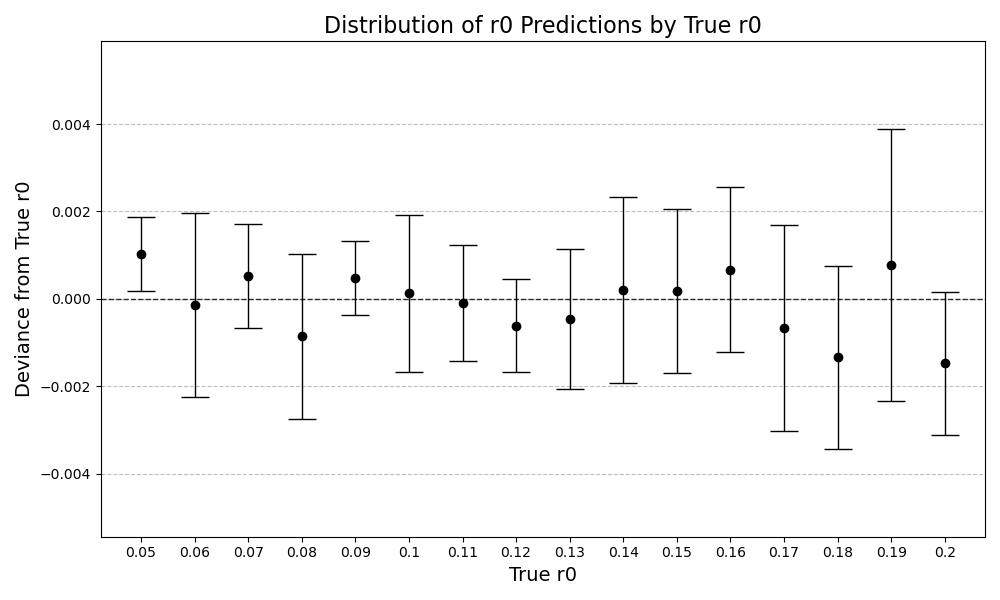 Distribution of r0 Predictions by True r0
Deviance from True r0
0.004
0.002
0.000
−0.002
−0.004
0.05 0.06 0.07 0.08 0.09 0.1 0.11 0.12 0.13 0.14 0.15 0.16 0.17 0.18 0.19 0.2
True r0